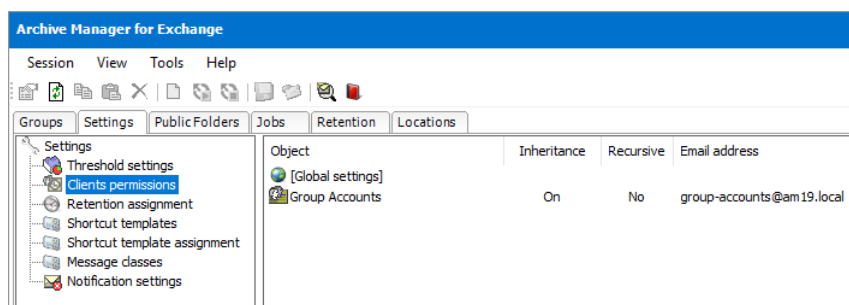 Archive Manager for Exchange
Session View Tools Help
Groups Settings Public Folders Jobs Retention Locations
Settings
Threshold settings
Clients permissions
Retention assignment
Shortcut templates
Shortcut template assignment
Message classes
Notification settings
Object Inheritance Recursive Email address
[Global settings]
Group Accounts On No group-accounts@am19.local